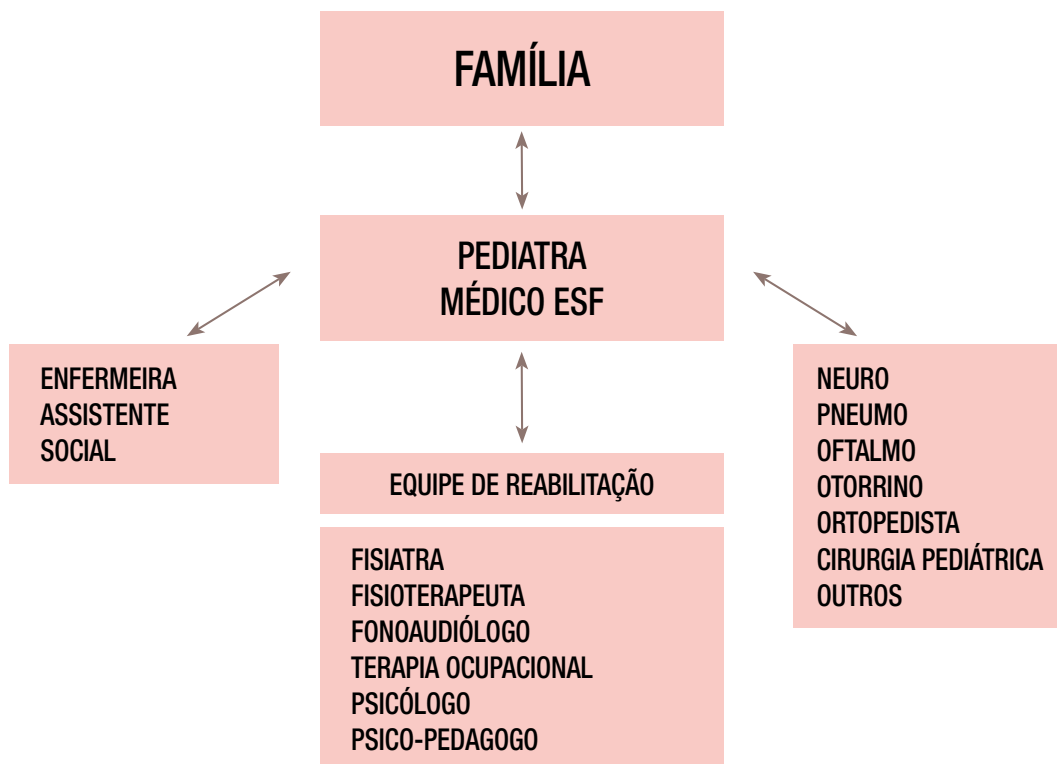 FAMÍLIA
PEDIATRA
MÉDICO ESF
ENFERMEIRA
ASSISTENTE
SOCIAL
NEURO
PNEUMO
OFTALMO
OTORRINO
ORTOPEDISTA
CIRURGIA PEDIÁTRICA
OUTROS
EQUIPE DE REABILITAÇÃO
FISIATRA
FISIOTERAPEUTA
FONOAUDIÓLOGO
TERAPIA OCUPACIONAL
PSICÓLOGO
PSICO-PEDAGOGO